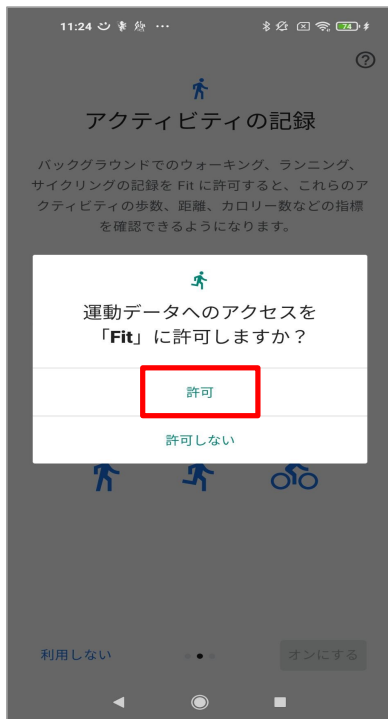 11:24
74
アクティビティの記録
バックグラウンドでのウォーキング、ランニング、
サイクリングの記録を Fit に許可すると、これらのア
クティビティの歩数、距離、カロリー数などの指標
を確認できるようになります。
運動データへのアクセスを
「Fit」に許可しますか？
許可
許可しない
利用しない
オンにする